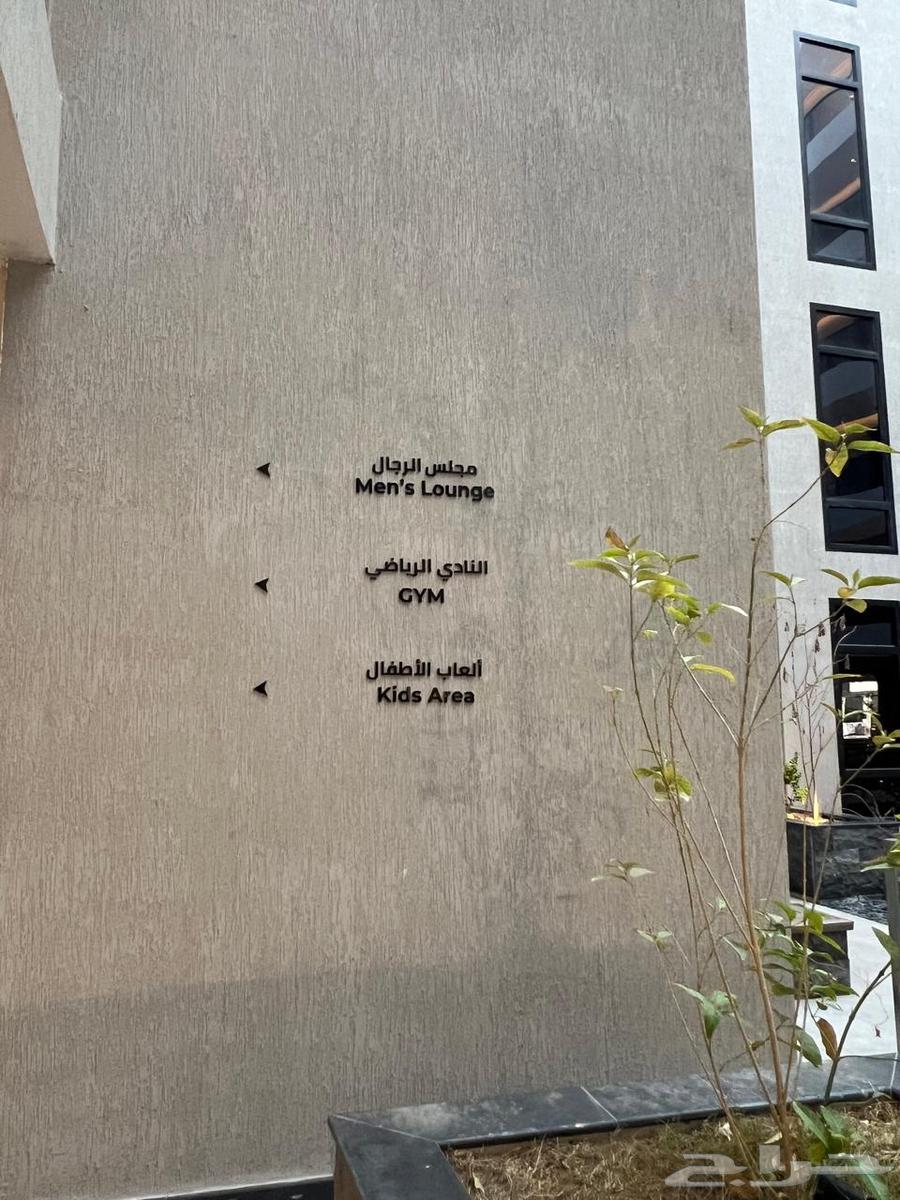 مجلس الرجال
Men's Lounge
النادي الرياضي
GYM
ألعاب الأطفال
Kids Area
حراج